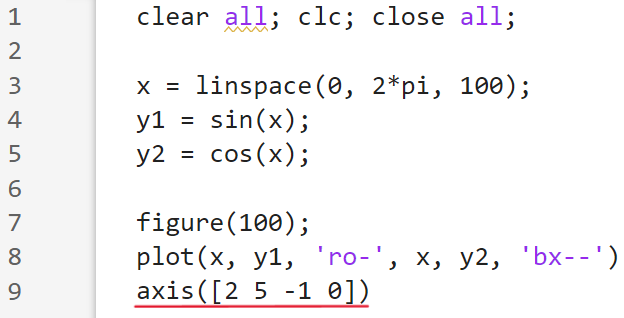 1 clear all; clc; close all;
2
3 x = linspace(0, 2*pi, 100);
4 y1 = sin(x);
5 y2 = cos(x);
6
7 figure(100);
8 plot(x, y1, 'ro-', x, y2, 'bx--')
9 axis([2 5 -1 0])